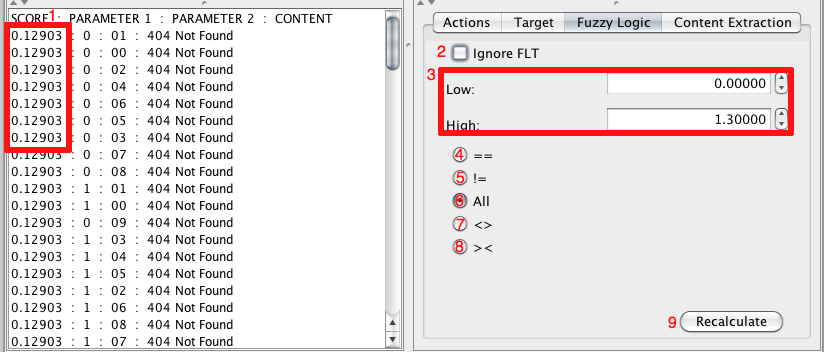 SCORE 1: PARAMETER 1 : PARAMETER 2 : CONTENT
0.12903 : 0 : 01 : 404 Not Found
0.12903 : 0 : 00 : 404 Not Found
0.12903 : 0 : 02 : 404 Not Found
0.12903 : 0 : 04 : 404 Not Found
0.12903 : 0 : 06 : 404 Not Found
0.12903 : 0 : 05 : 404 Not Found
0.12903 : 0 : 03 : 404 Not Found
0.12903 : 0 : 07 : 404 Not Found
0.12903 : 0 : 08 : 404 Not Found
0.12903 : 1 : 01 : 404 Not Found
0.12903 : 1 : 00 : 404 Not Found
0.12903 : 0 : 09 : 404 Not Found
0.12903 : 1 : 03 : 404 Not Found
0.12903 : 1 : 04 : 404 Not Found
0.12903 : 1 : 05 : 404 Not Found
0.12903 : 1 : 02 : 404 Not Found
0.12903 : 1 : 06 : 404 Not Found
0.12903 : 1 : 08 : 404 Not Found
0.12903 : 1 : 07 : 404 Not Found
Actions Target Fuzzy Logic Content Extraction
2 Ignore FLT
3
Low: 0.00000
High: 1.30000
4 ==
5 !=
6 All
7 <>
8 ><
9 Recalculate